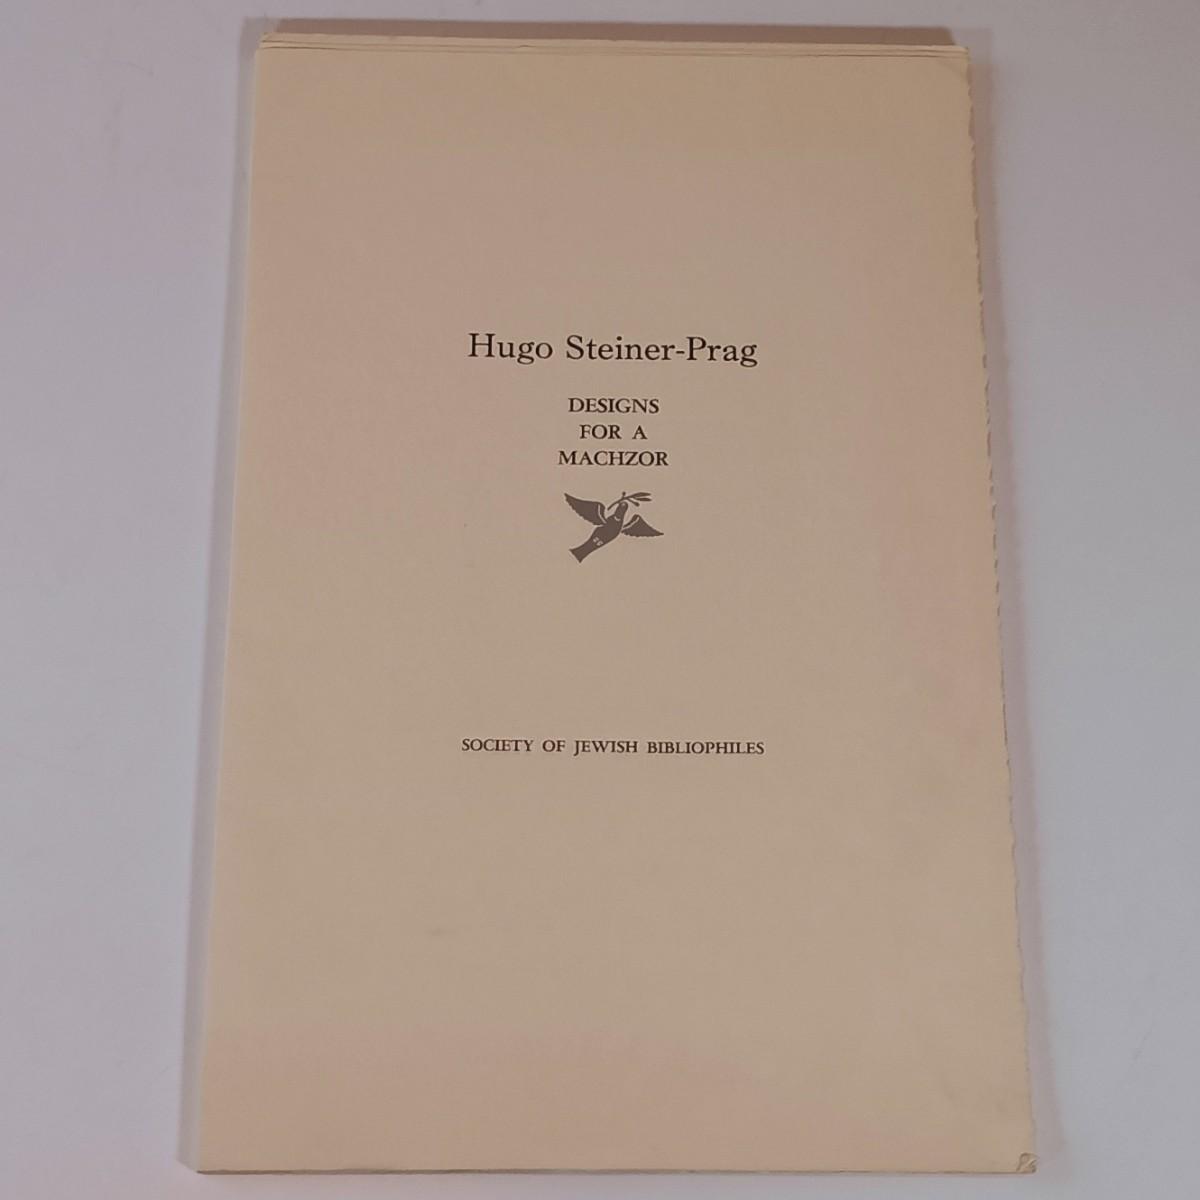 Hugo Steiner-Prag
DESIGNS
FOR A
MACHZOR
SOCIETY OF JEWISH BIBLIOPHILES